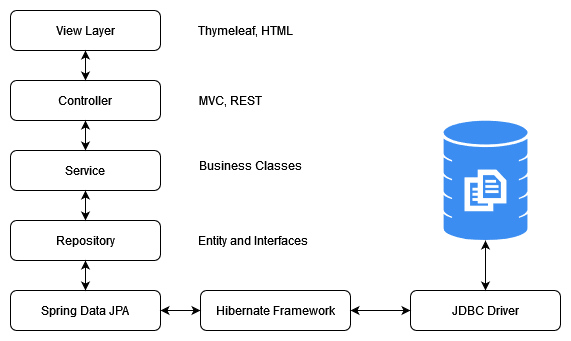 View Layer
Thymeleaf, HTML
Controller
MVC, REST
Service
Business Classes
Repository
Entity and Interfaces
Spring Data JPA
Hibernate Framework
JDBC Driver